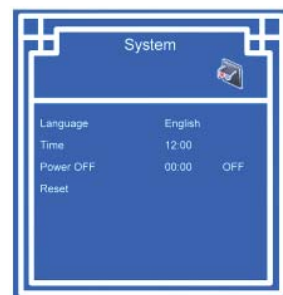 System
Language English
Time 12:00
Power OFF 00:00 OFF
Reset